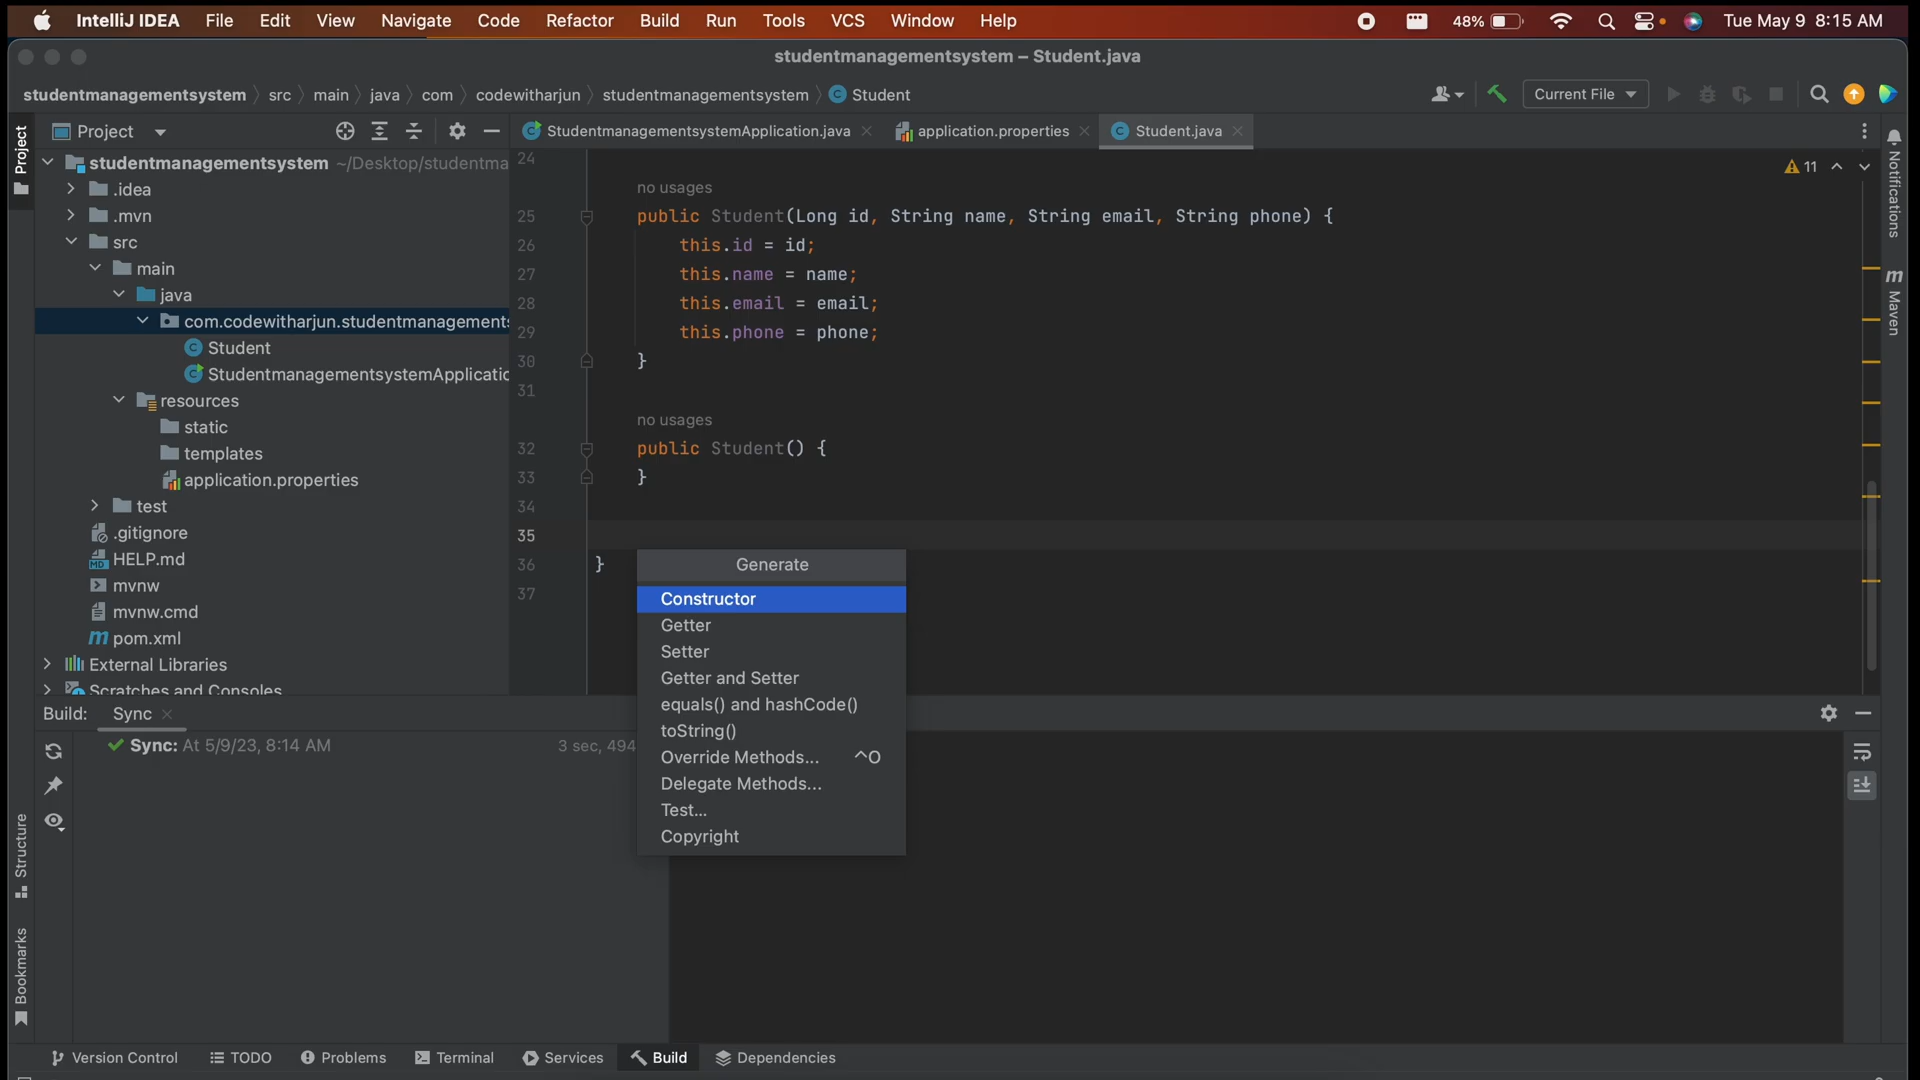 IntelliJ IDEA File Edit View Navigate Code Refactor Build Run Tools VCS Window Help 48% Tue May 9 8:15 AM
studentmanagementsystem – Student.java
studentmanagementsystem src main java com codewitharjun studentmanagementsystem Student Current File
Project
StudentmanagementsystemApplication.java application.properties Student.java
Project
Notifications
Maven
Structure
Bookmarks
studentmanagementsystem ~/Desktop/studentma
.idea
.mvn
src
main
java
com.codewitharjun.studentmanagements
Student
StudentmanagementsystemApplicatic
resources
static
templates
application.properties
test
.gitignore
HELP.md
mvnw
mvnw.cmd
pom.xml
External Libraries
Scratches and Consoles
11
24
no usages
25 public Student(Long id, String name, String email, String phone) {
26 this.id = id;
27 this.name = name;
28 this.email = email;
29 this.phone = phone;
30 }
31
no usages
32 public Student() {
33 }
34
35
36 }
37
Generate
Constructor
Getter
Setter
Getter and Setter
equals() and hashCode()
toString()
Override Methods... ^O
Delegate Methods...
Test...
Copyright
Build: Sync
Sync: At 5/9/23, 8:14 AM 3 sec, 494
Version Control TODO Problems Terminal Services Build Dependencies